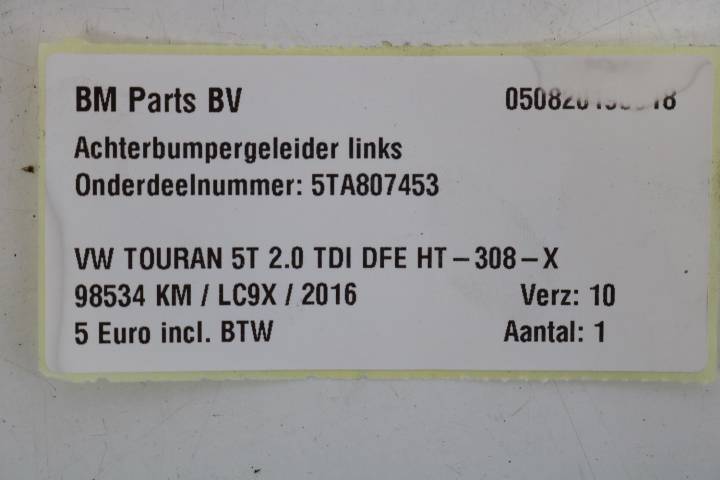 BM Parts BV
Achterbumpergeleider links
Onderdeelnummer: 5TA807453
VW TOURAN 5T 2.0 TDI DFE HT-308-X
98534 KM / LC9X / 2016 Verz: 10
5 Euro incl. BTW Aantal: 1